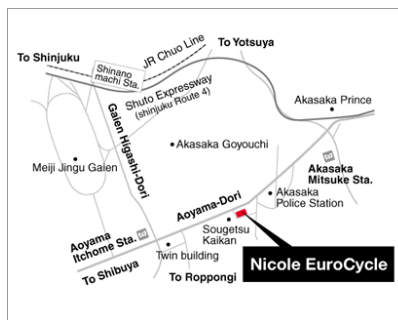 To Shinjuku
Shinano
machi Sta.
JR Chuo Line
To Yotsuya
Shuto Expressway
(shinjuku Route 4)
Akasaka Prince
Gaien Higashi-Dori
Akasaka Goyouchi
Meiji Jingu Gaien
Akasaka
Mitsuke Sta.
Akasaka
Police Station
Aoyama-Dori
Sougetsu
Kaikan
Aoyama
Itchome Sta.
Twin building
Nicole EuroCycle
To Shibuya
To Roppongi